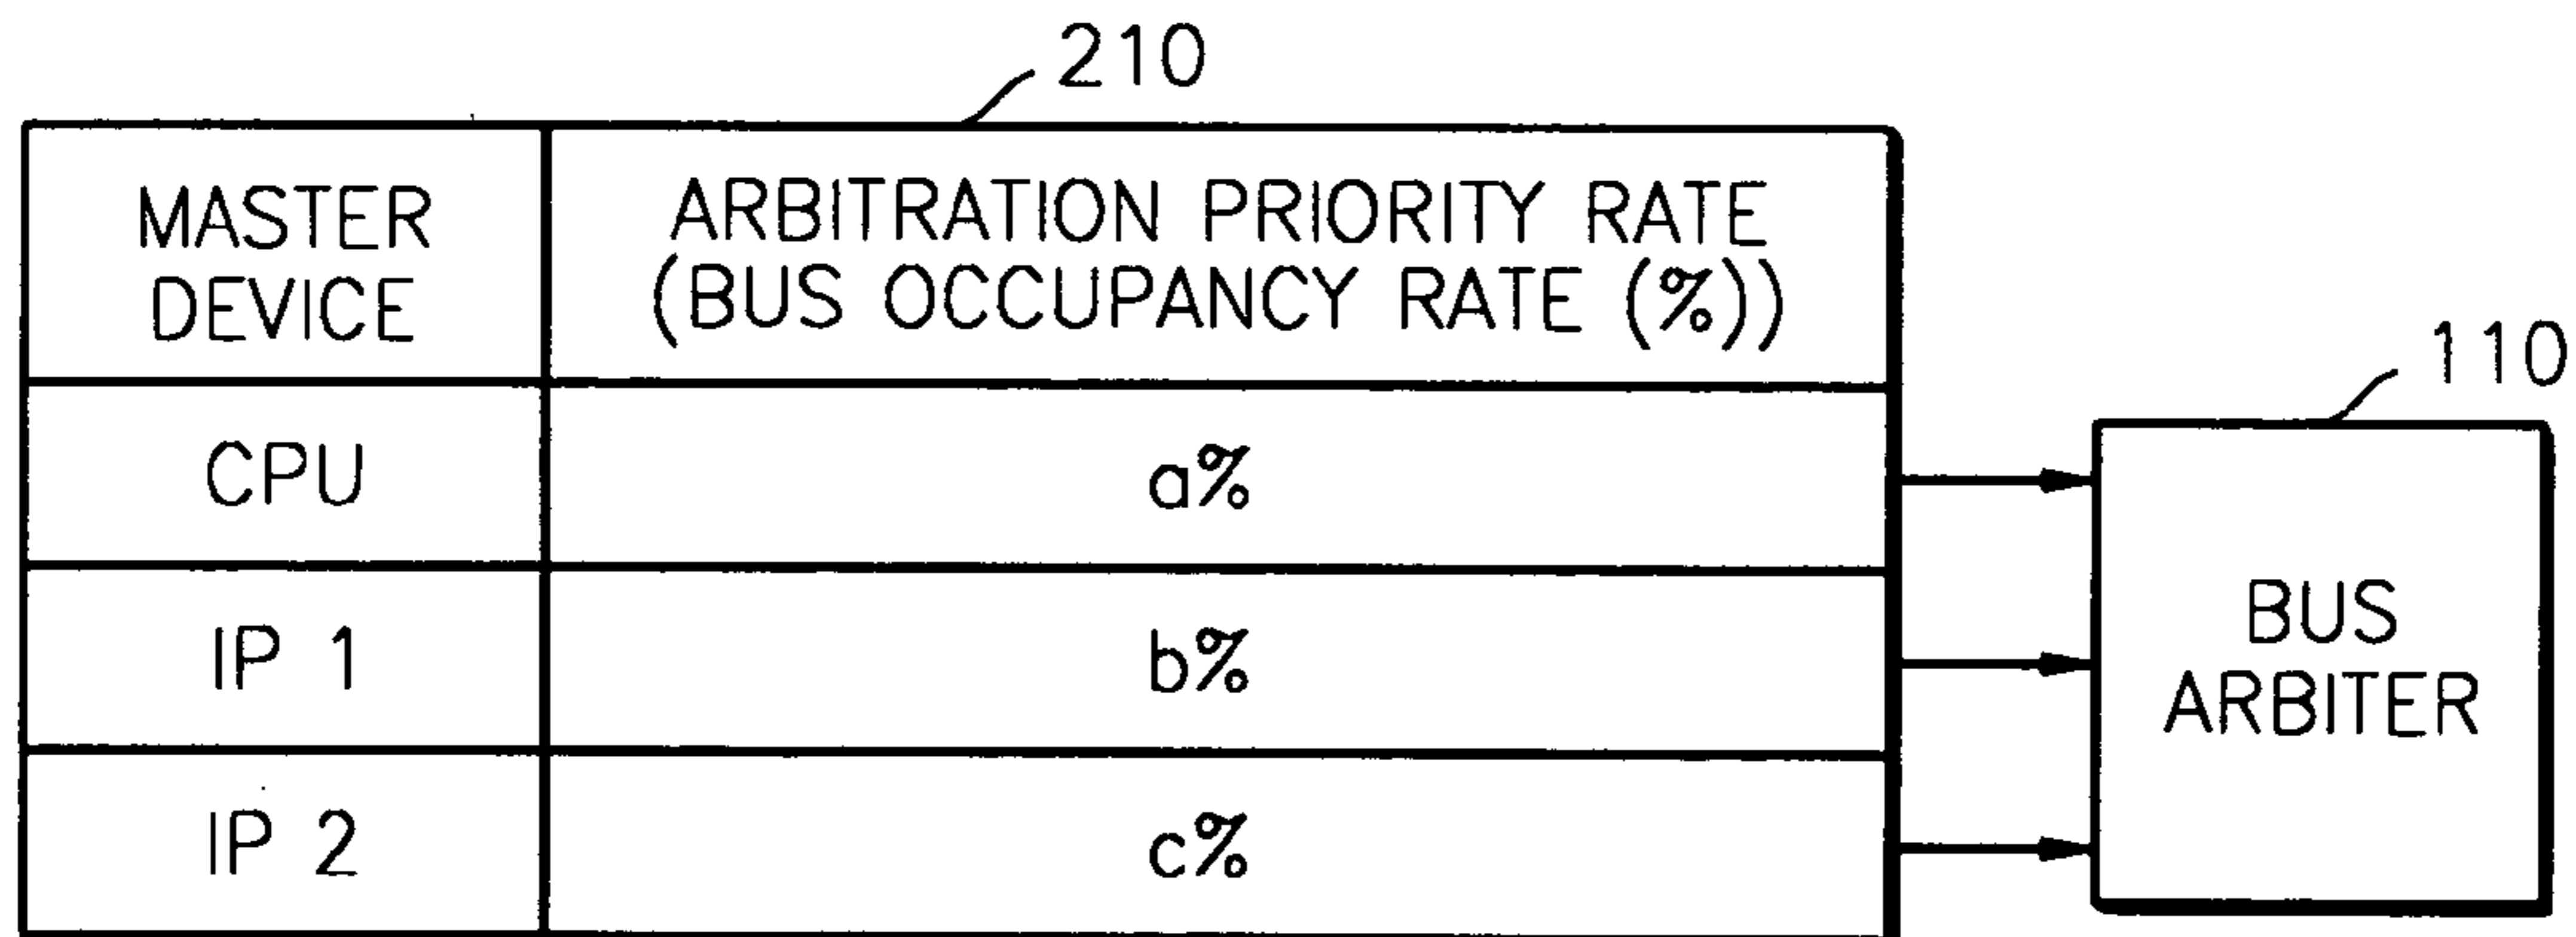 210
MASTER DEVICE
ARBITRATION PRIORITY RATE
(BUS OCCUPANCY RATE (%))
CPU
a%
IP 1
b%
IP 2
c%
110
BUS
ARBITER